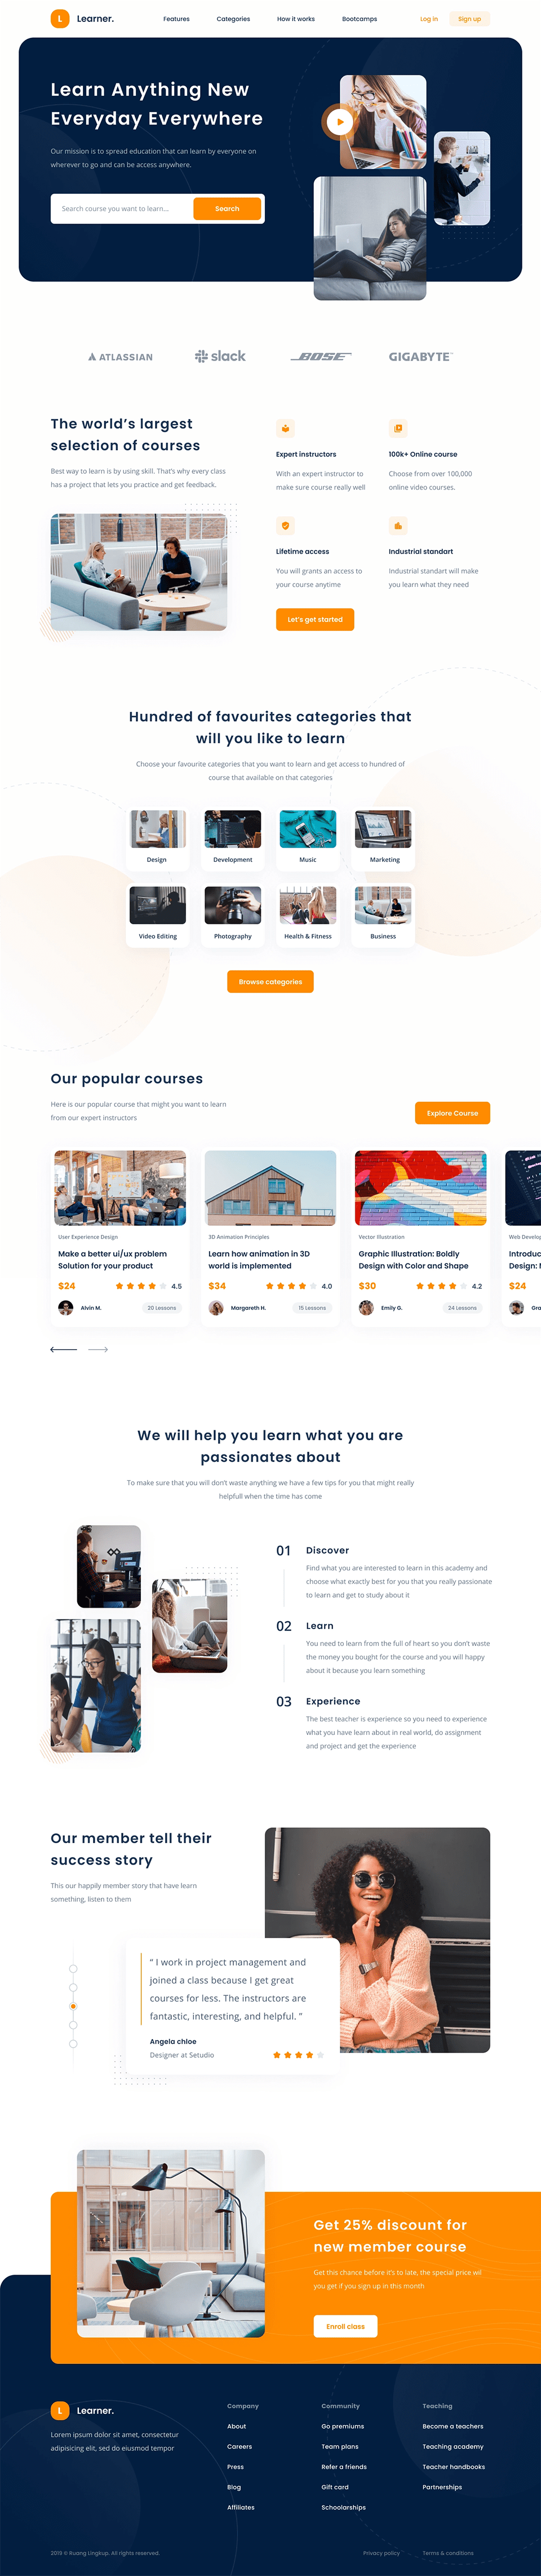 L Learner. Features Categories How it works Bootcamps Log in Sign up
Learn Anything New
Everyday Everywhere
Our mission is to spread education that can learn by everyone on
wherever to go and can be access anywhere.
Search course you want to learn... Search
ATLASSIAN slack BOSE GIGABYTE
The world's largest
selection of courses
Best way to learn is by using skill. That's why every class
has a project that lets you practice and get feedback.
Expert instructors
With an expert instructor to
make sure course really well
100k+ Online course
Choose from over 100,000
online video courses.
Lifetime access
You will grants an access to
your course anytime
Industrial standart
Industrial standart will make
you learn what they need
Let's get started
Hundred of favourites categories that
will you like to learn
Choose your favourite categories that you want to learn and get access to hundred of
course that available on that categories
Design Development Music Marketing
Video Editing Photography Health & Fitness Business
Browse categories
Our popular courses
Here is our popular course that might you want to learn
from our expert instructors
Explore Course
User Experience Design
Make a better ui/ux problem
Solution for your product
$24 4.5
Alvin M. 20 Lessons
3D Animation Principles
Learn how animation in 3D
world is implemented
$34 4.0
Margareth H. 15 Lessons
Vector Illustration
Graphic Illustration: Boldly
Design with Color and Shape
$30 4.2
Emily G. 24 Lessons
Web Develop
Introduc
Design:
$24
Gra
We will help you learn what you are
passionates about
To make sure that you will don't waste anything we have a few tips for you that might really
helpfull when the time has come
01 Discover
Find what you are interested to learn in this academy and
choose what exactly best for you that you really passionate
to learn and get to study about it
02 Learn
You need to learn from the full of heart so you don't waste
the money you bought for the course and you will happy
about it because you learn something
03 Experience
The best teacher is experience so you need to experience
what you have learn about in real world, do assignment
and project and get the experience
Our member tell their
success story
This our happily member story that have learn
something, listen to them
“ I work in project management and
joined a class because I get great
courses for less. The instructors are
fantastic, interesting, and helpful. ”
Angela chloe
Designer at Setudio
Get 25% discount for
new member course
Get this chance before it's to late, the special price wil
you get if you sign up in this month
Enroll class
L Learner.
Lorem ipsum dolor sit amet, consectetur
adipisicing elit, sed do eiusmod tempor
Company
About
Careers
Press
Blog
Affiliates
Community
Go premiums
Team plans
Refer a friends
Gift card
Schoolarships
Teaching
Become a teachers
Teaching academy
Teacher handbooks
Partnerships
2019 © Ruang Lingkup. All rights reserved. Privacy policy Terms & conditions